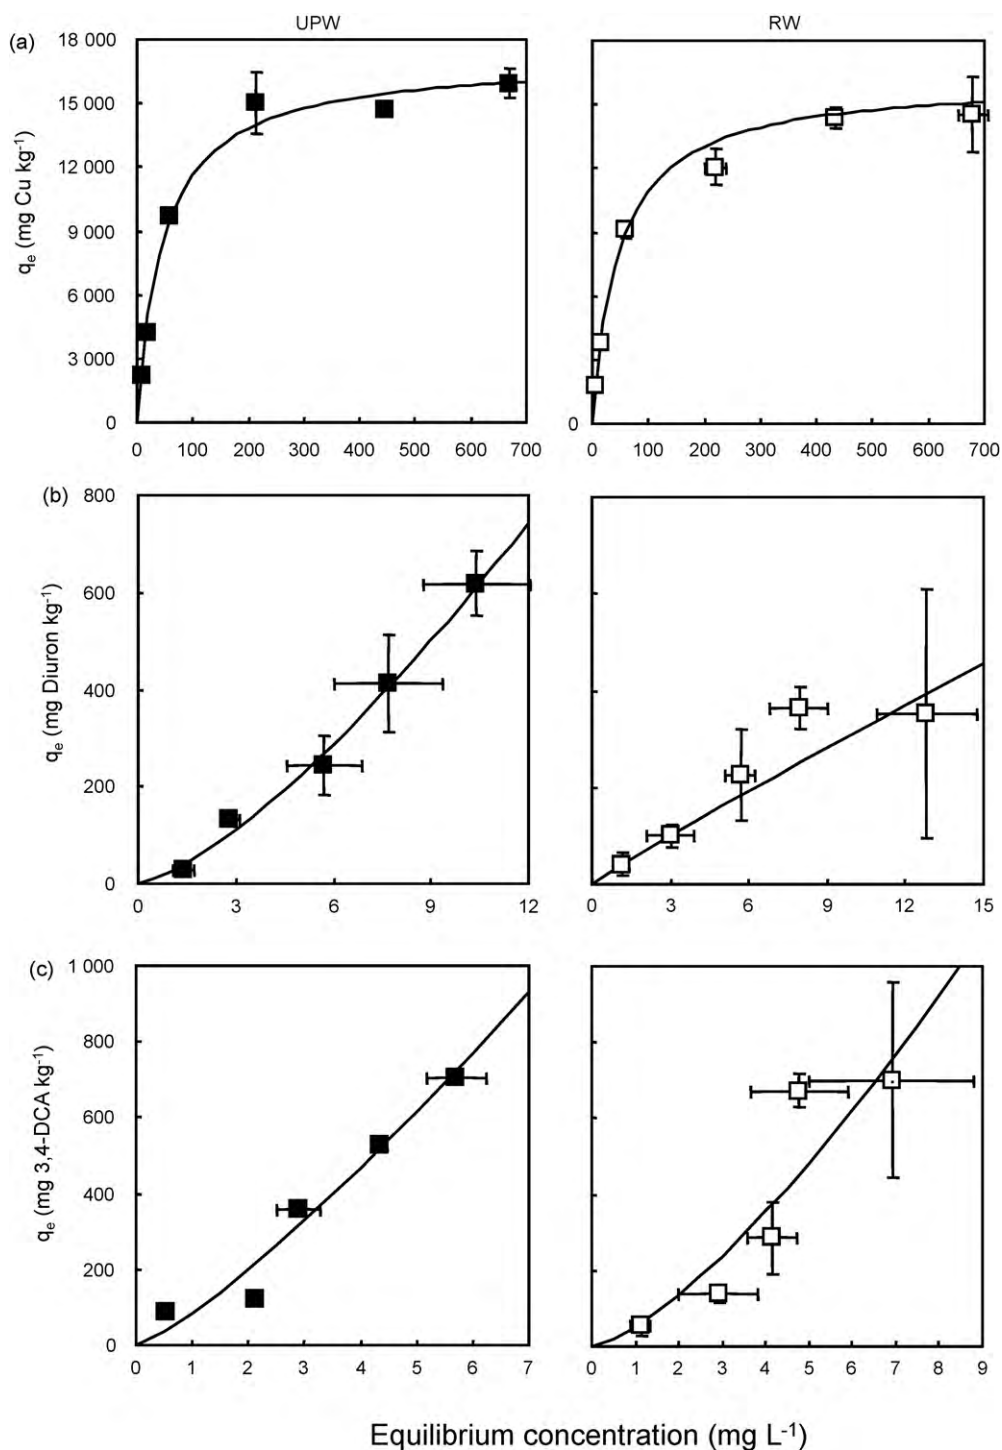 UPW
RW
(a)
18 000
15 000
12 000
9 000
6 000
3 000
0
q_e (mg Cu kg⁻¹)
0 100 200 300 400 500 600 700
0
0 100 200 300 400 500 600 700
(b)
800
600
400
200
0
q_e (mg Diuron kg⁻¹)
0 3 6 9 12
0 3 6 9 12 15
(c)
1 000
800
600
400
200
0
q_e (mg 3,4-DCA kg⁻¹)
0 1 2 3 4 5 6 7
0 1 2 3 4 5 6 7 8 9
Equilibrium concentration (mg L⁻¹)